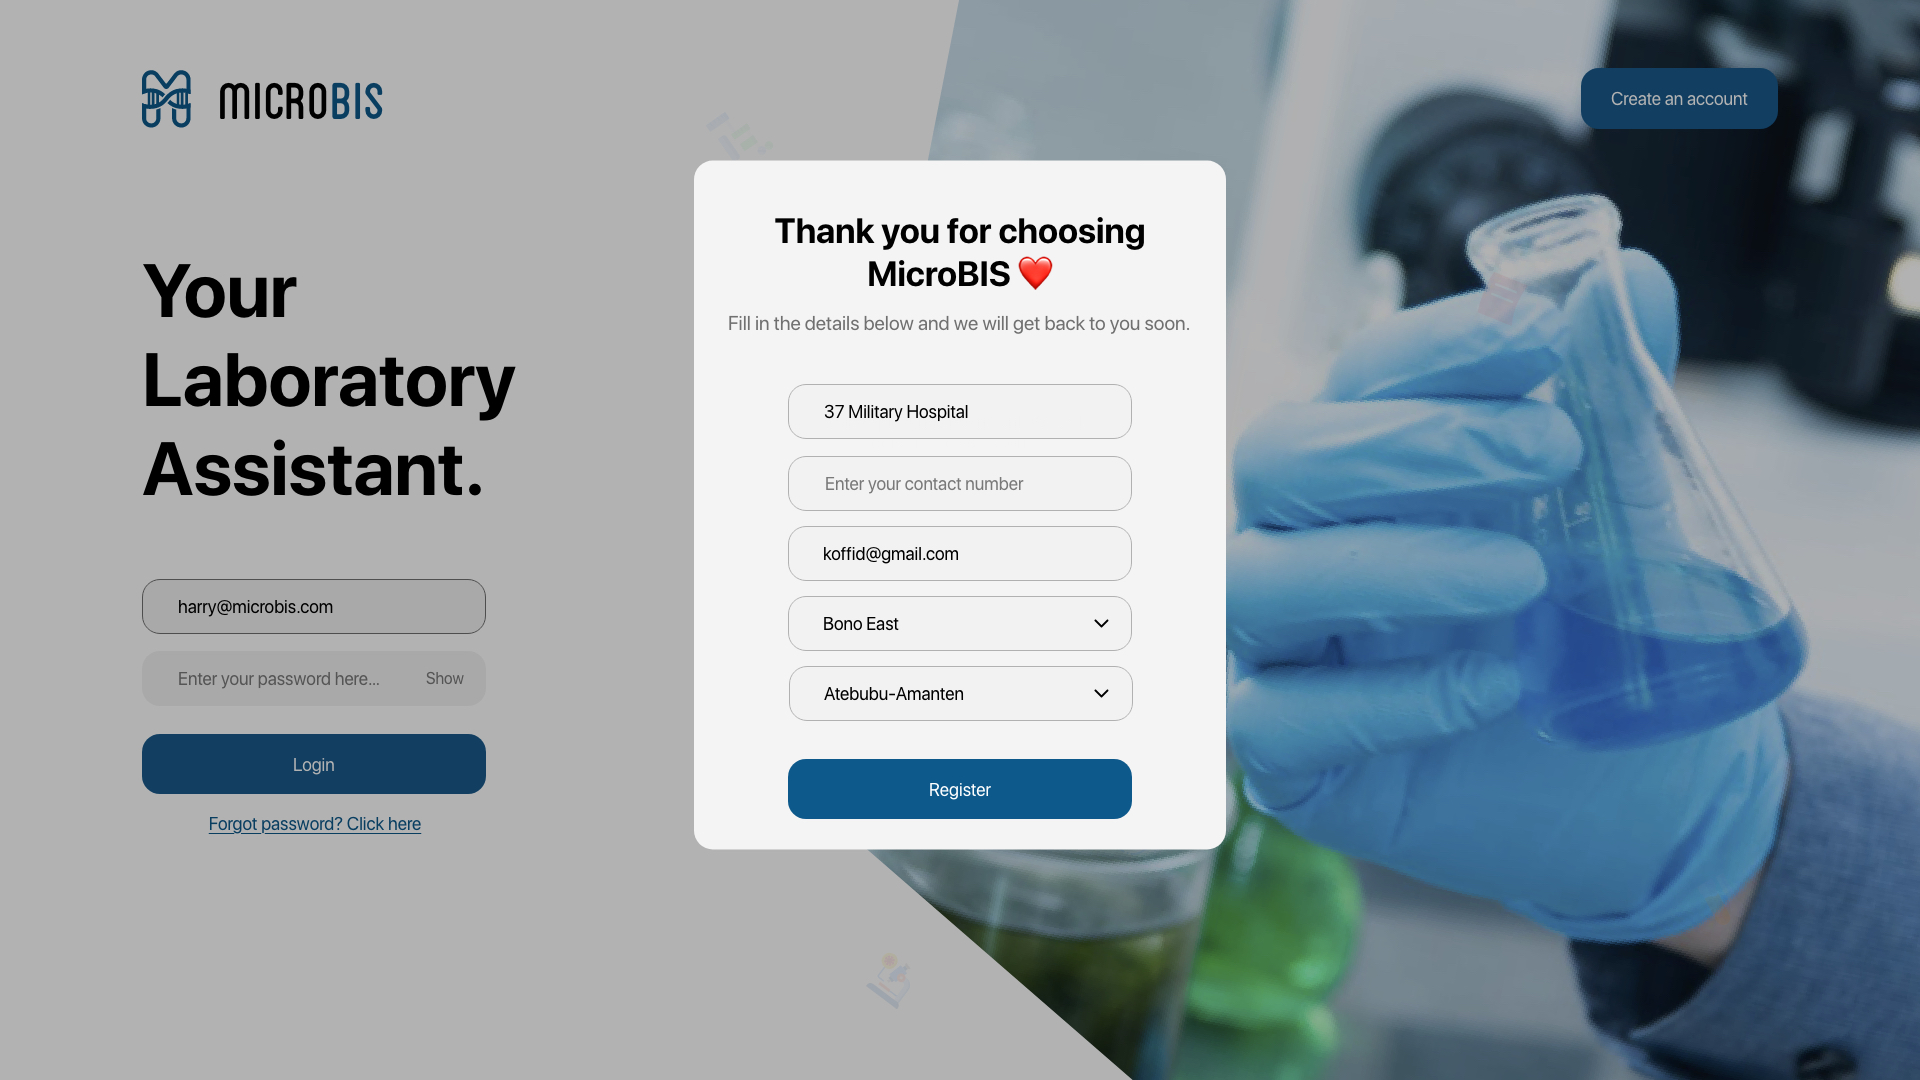 MICROBIS
Create an account
Your
Laboratory
Assistant.
harry@microbis.com
Enter your password here...
Show
Login
Forgot password? Click here
Thank you for choosing
MicroBIS ❤️
Fill in the details below and we will get back to you soon.
37 Military Hospital
Enter your contact number
koffid@gmail.com
Bono East
Atebubu-Amanten
Register